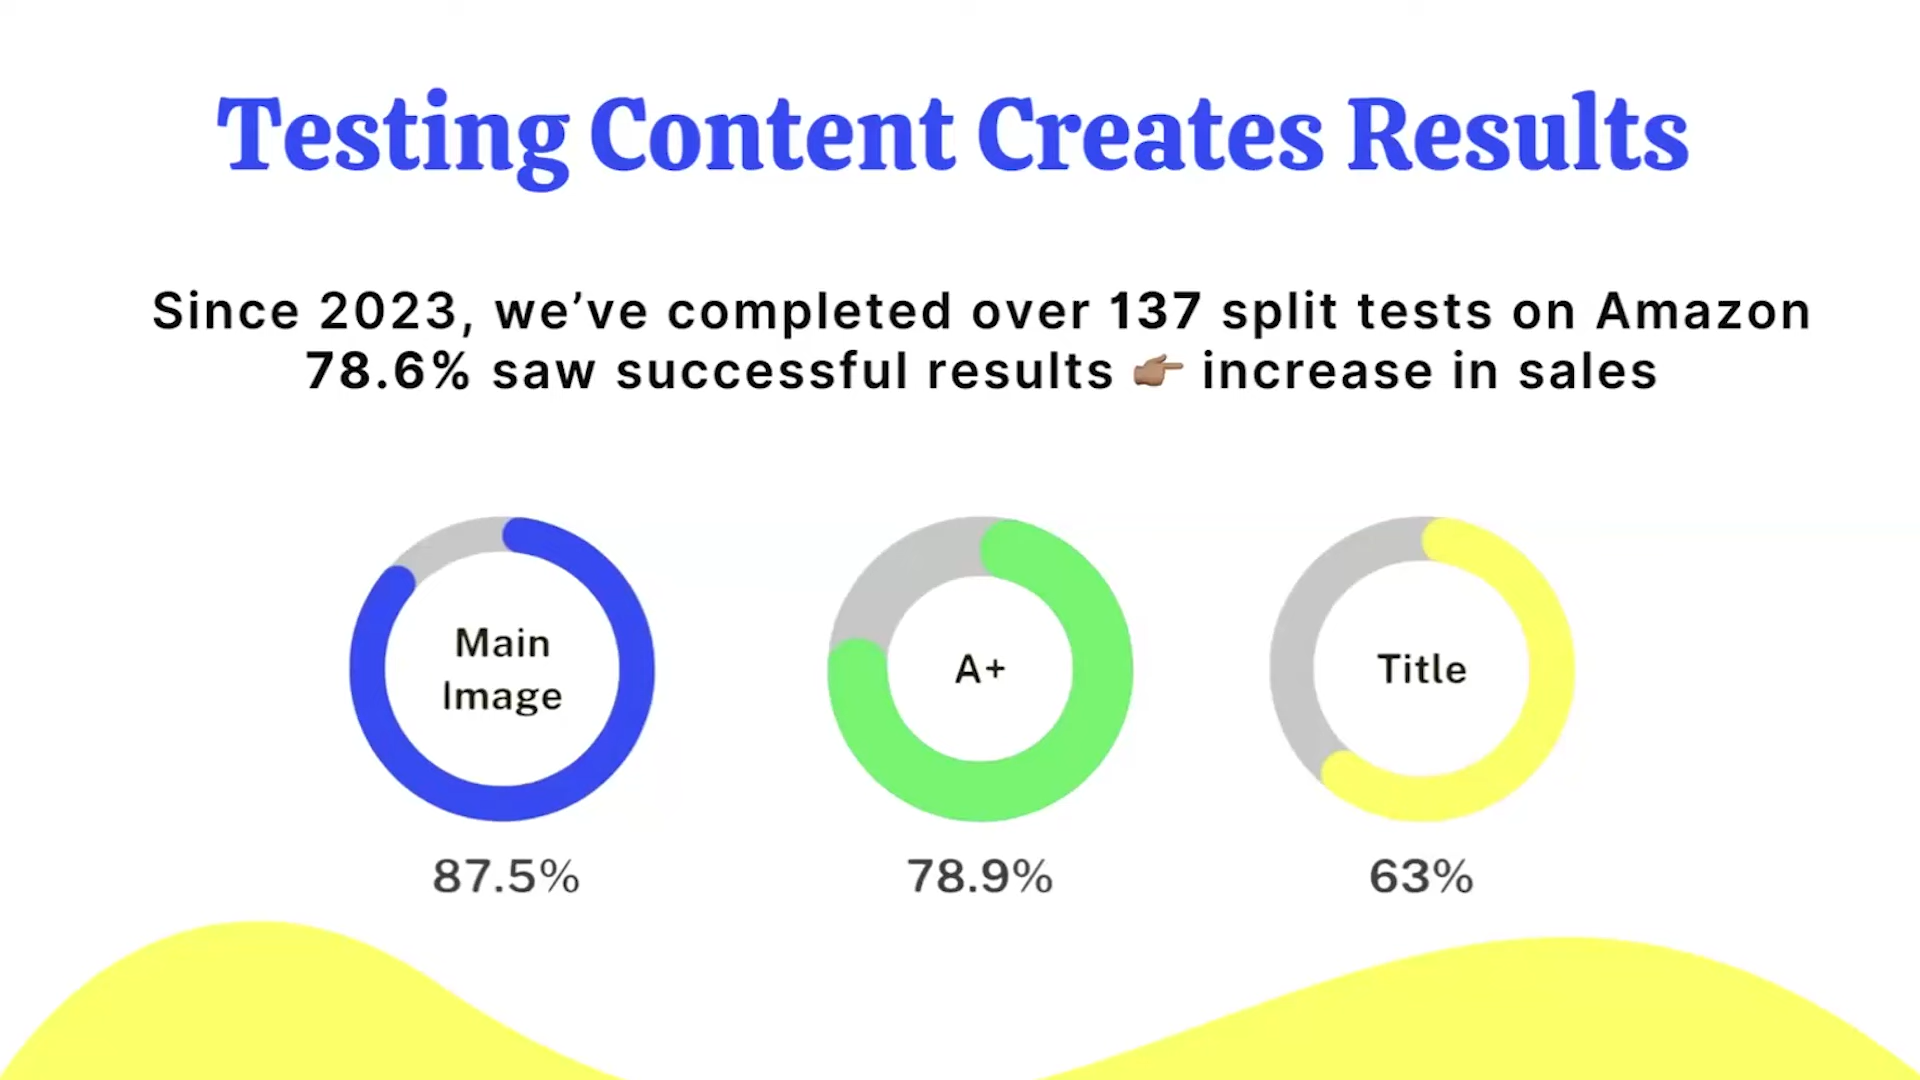 Testing Content Creates Results
Since 2023, we’ve completed over 137 split tests on Amazon
78.6% saw successful results 👉🏽 increase in sales
Main
Image
A+
Title
87.5%
78.9%
63%